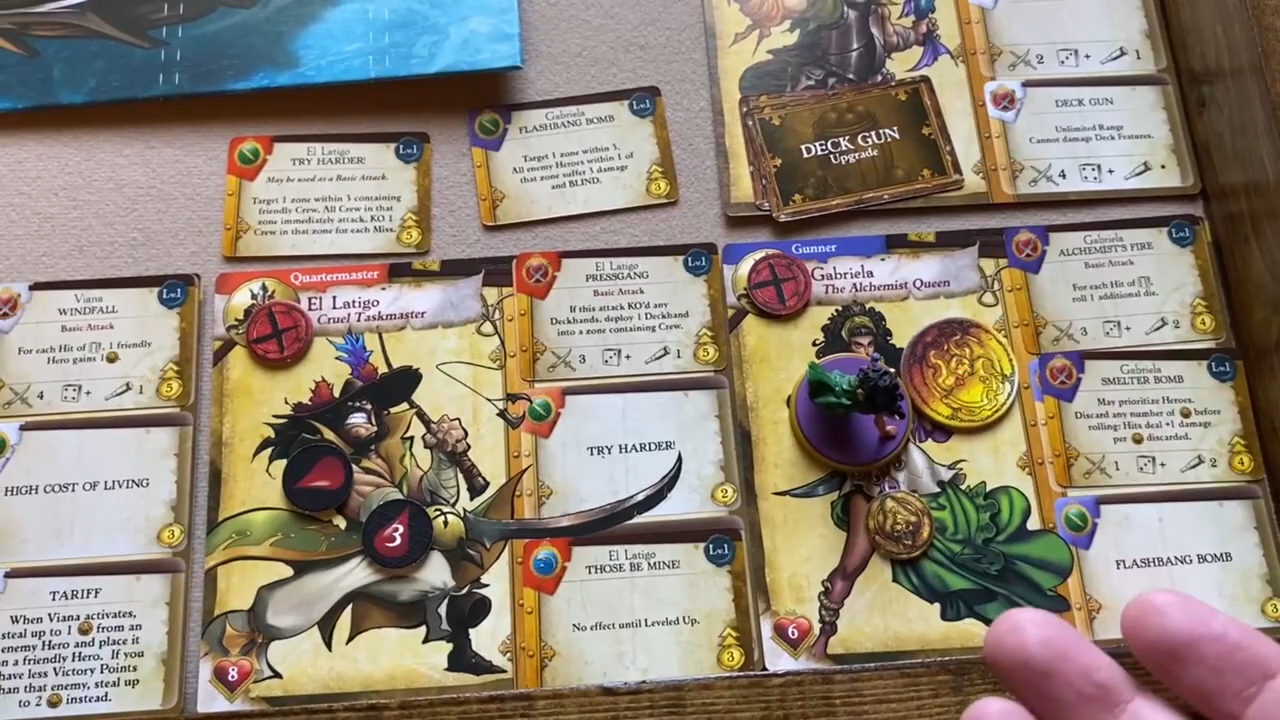 2 + 1
DECK GUN
Unlimited Range
Cannot damage Deck Features.
4 +
DECK GUN
Upgrade
El Latigo
TRY HARDER!
Lv.1
May be used as a Basic Attack.
Target 1 zone within 3 containing
friendly Crew. All Crew in that
zone immediately attack. KO 1
Crew in that zone for each Miss.
5
Gabriela
FLASHBANG BOMB
Lv.1
Target 1 zone within 3.
All enemy Heroes within 1 of
that zone suffer 3 damage
and BLIND.
3
Viana
WINDFALL
Lv.1
Basic Attack
For each Hit of , 1 friendly
Hero gains 1 .
4 + 1
5
HIGH COST OF LIVING
3
TARIFF
When Viana activates,
steal up to 1 from an
enemy Hero and place it
on a friendly Hero. If you
have less Victory Points
than that enemy, steal up
to 2 instead.
Quartermaster
El Latigo
Cruel Taskmaster
3
8
El Latigo
PRESSGANG
Lv.1
Basic Attack
If this attack KO'd any
Deckhands, deploy 1 Deckhand
into a zone containing Crew.
3 + 1
5
TRY HARDER!
2
El Latigo
THOSE BE MINE!
Lv.1
No effect until Leveled Up.
3
Gunner
Gabriela
The Alchemist Queen
6
Gabriela
ALCHEMIST'S FIRE
Lv.1
Basic Attack
For each Hit of ,
roll 1 additional die.
3 + 2
4
Gabriela
SMELTER BOMB
Lv.1
May prioritize Heroes.
Discard any number of before
rolling: Hits deal +1 damage
per discarded.
1 + 2
4
FLASHBANG BOMB
3